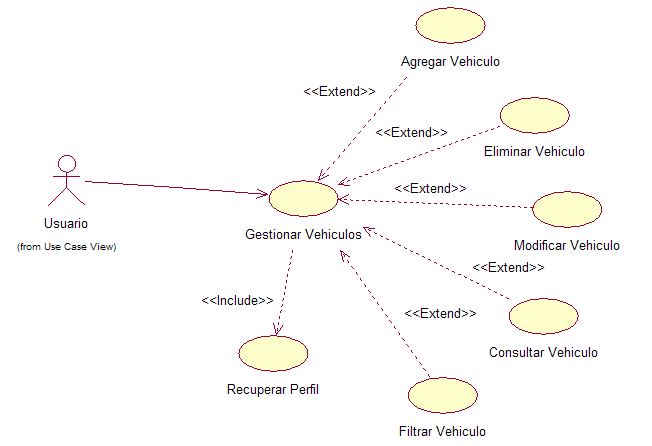 Agregar Vehiculo
<<Extend>>
<<Extend>>
Eliminar Vehiculo
<<Extend>>
Usuario
(from Use Case View)
Gestionar Vehiculos
Modificar Vehiculo
<<Extend>>
<<Include>>
<<Extend>>
Consultar Vehiculo
Recuperar Perfil
Filtrar Vehiculo